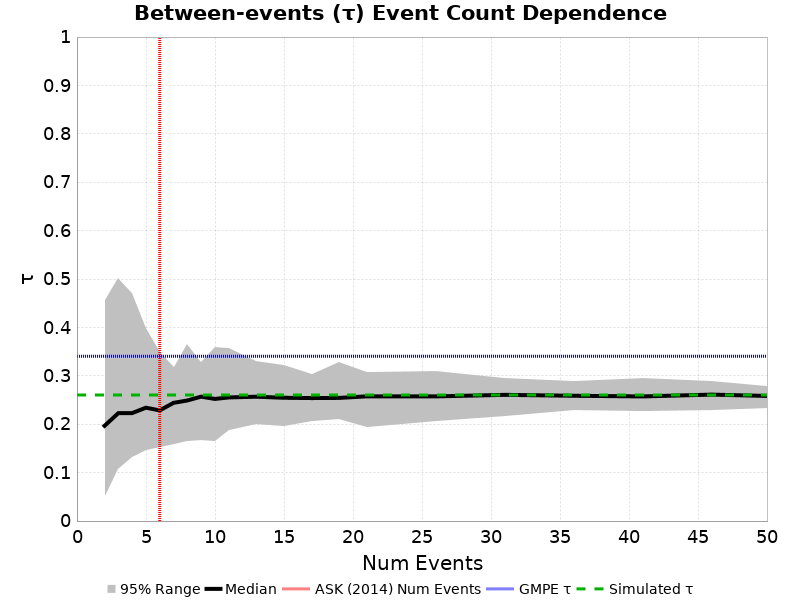 Between-events (τ) Event Count Dependence
1
0.9
0.8
0.7
0.6
0.5
0.4
0.3
0.2
0.1
0
τ
0 5 10 15 20 25 30 35 40 45 50
Num Events
95% Range Median ASK (2014) Num Events GMPE τ Simulated τ